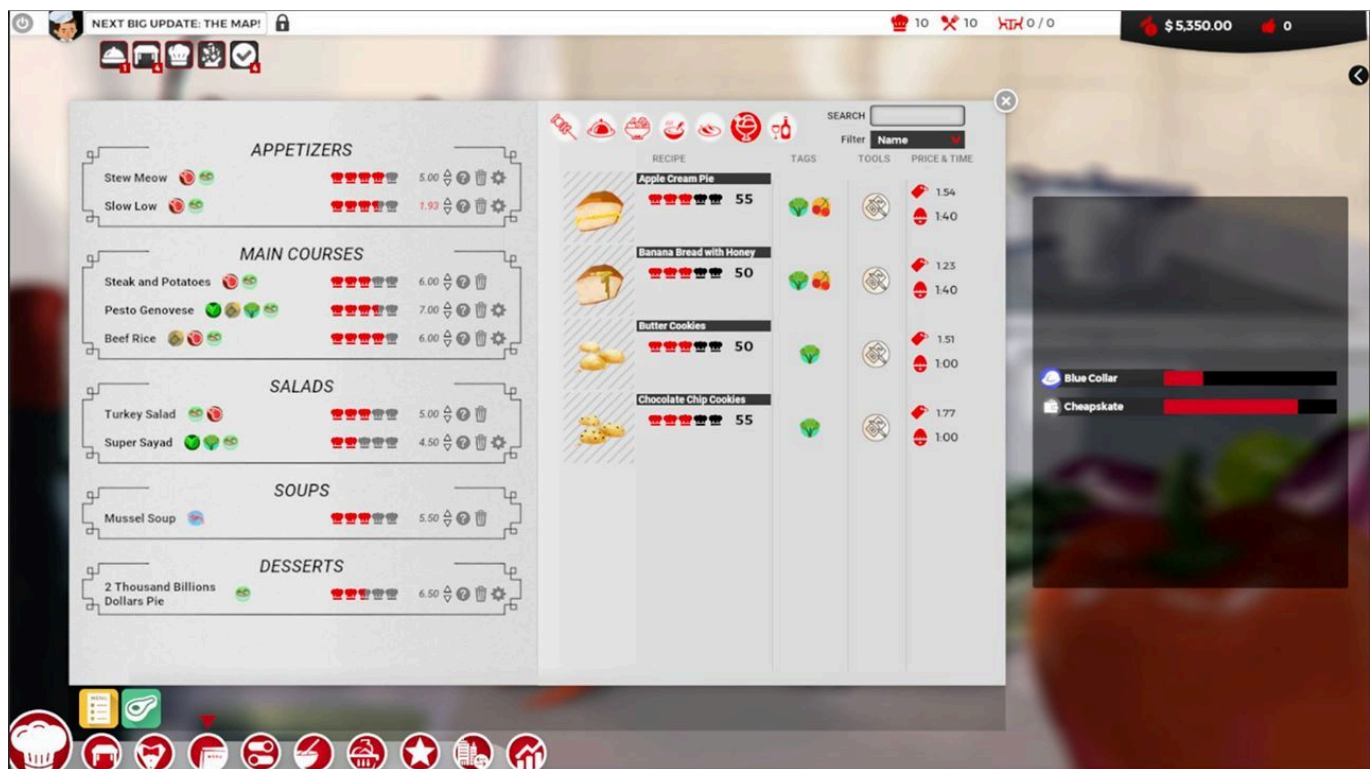 NEXT BIG UPDATE: THE MAP!
10 10 0 / 0
$ 5,350.00 0
1 4 4
SEARCH
Filter Name
RECIPE TAGS TOOLS PRICE & TIME
APPETIZERS
Stew Meow 5.00
Slow Low 1.93
MAIN COURSES
Steak and Potatoes 6.00
Pesto Genovese 7.00
Beef Rice 6.00
SALADS
Turkey Salad 5.00
Super Sayad 4.50
SOUPS
Mussel Soup 5.50
DESSERTS
2 Thousand Billions
Dollars Pie 6.50
Apple Cream Pie
55 1.54
1:40
Banana Bread with Honey
50 1.23
1:40
Butter Cookies
50 1.51
1:00
Chocolate Chip Cookies
55 1.77
1:00
Blue Collar
Cheapskate
MENU